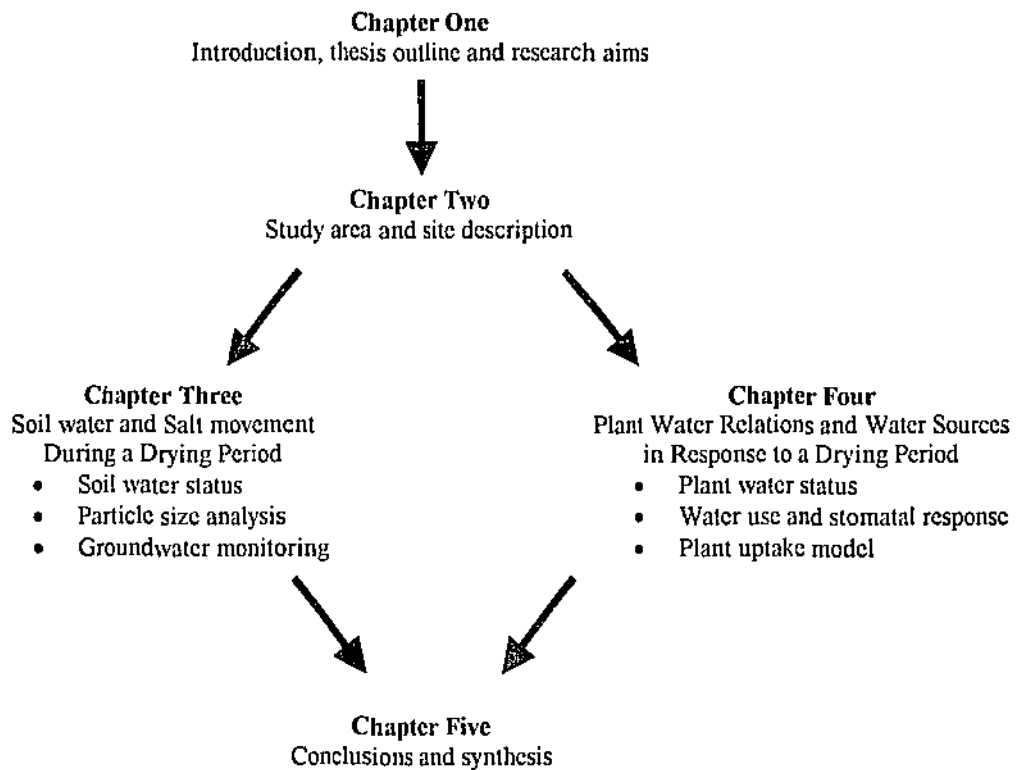 Chapter One
Introduction, thesis outline and research aims
Chapter Two
Study area and site description
Chapter Three
Soil water and Salt movement
During a Drying Period
• Soil water status
• Particle size analysis
• Groundwater monitoring
Chapter Four
Plant Water Relations and Water Sources
in Response to a Drying Period
• Plant water status
• Water use and stomatal response
• Plant uptake model
Chapter Five
Conclusions and synthesis